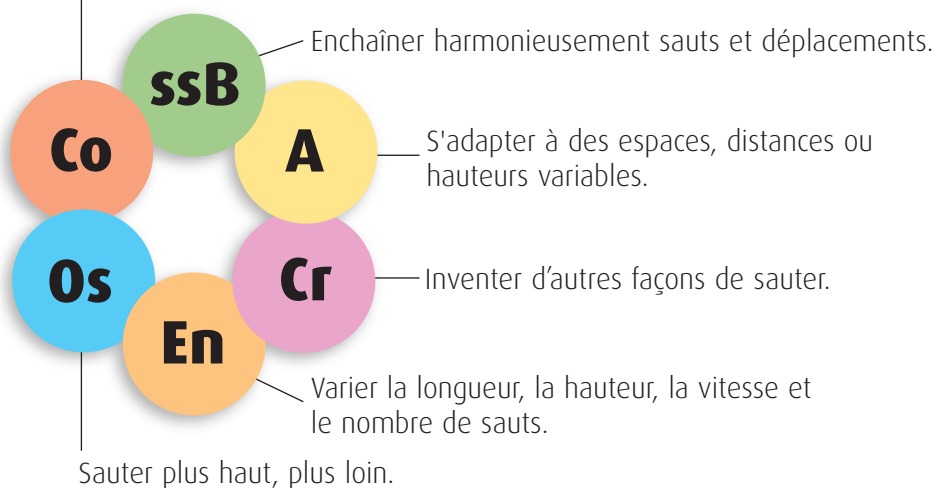 ssB
Enchaîner harmonieusement sauts et déplacements.
Co
A
S'adapter à des espaces, distances ou
hauteurs variables.
Os
Cr
Inventer d’autres façons de sauter.
En
Varier la longueur, la hauteur, la vitesse et
le nombre de sauts.
Sauter plus haut, plus loin.